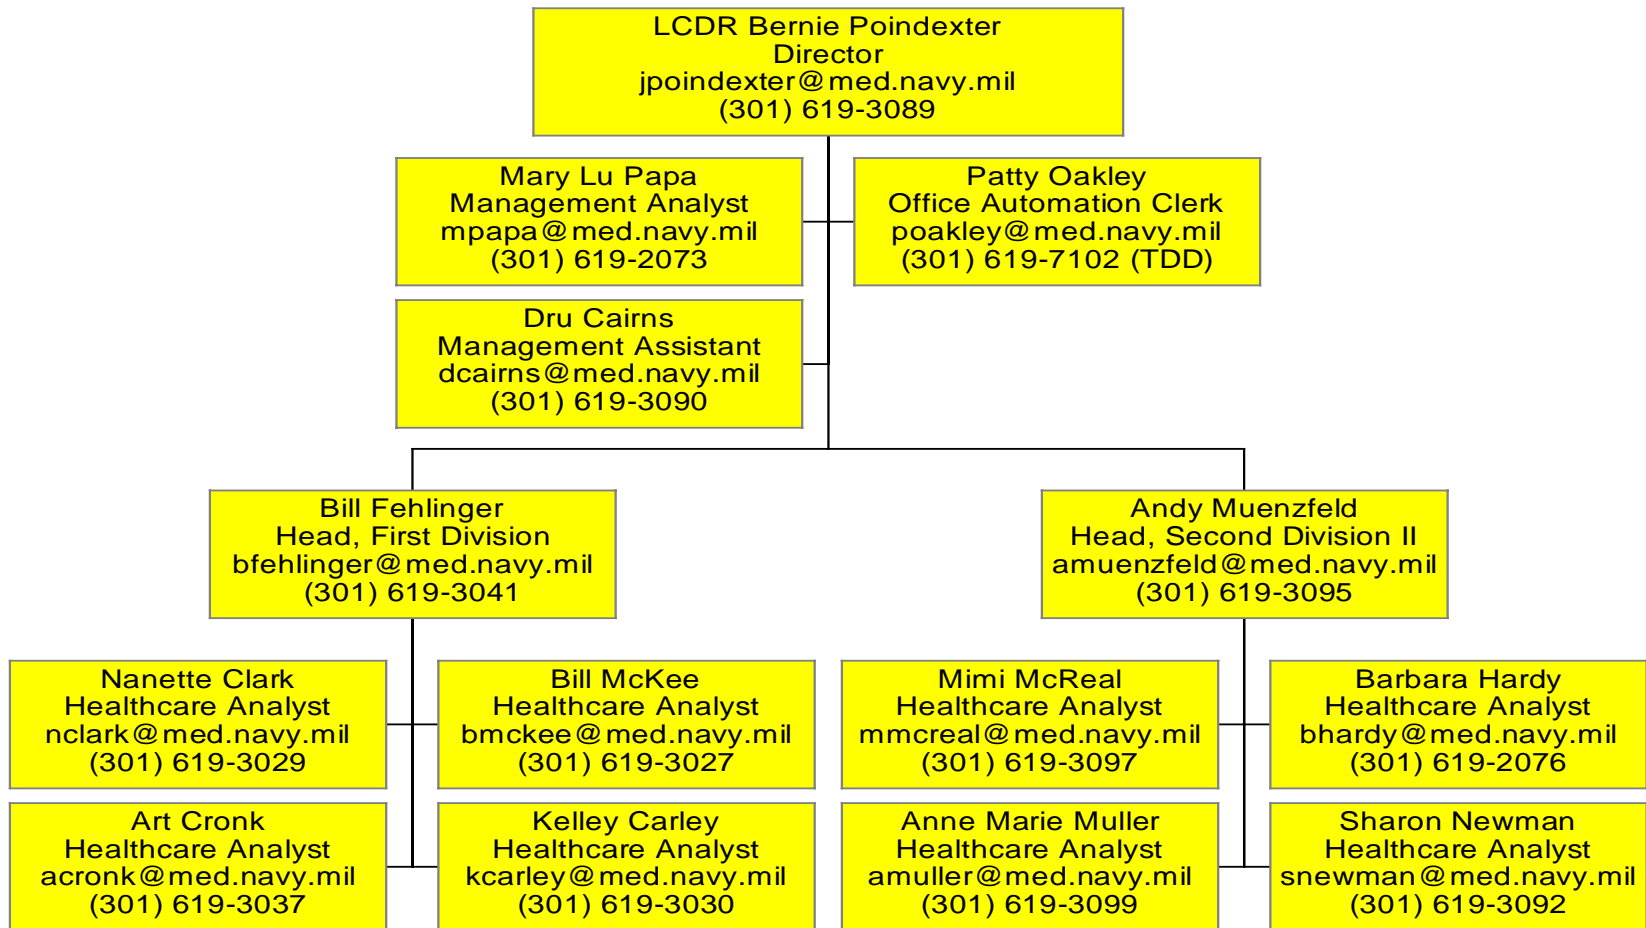 LCDR Bernie Poindexter
Director
jpoindexter@med.navy.mil
(301) 619-3089
Mary Lu Papa
Management Analyst
mpapa@med.navy.mil
(301) 619-2073
Patty Oakley
Office Automation Clerk
poakley@med.navy.mil
(301) 619-7102 (TDD)
Dru Cairns
Management Assistant
dcairns@med.navy.mil
(301) 619-3090
Bill Fehlinger
Head, First Division
bfehlinger@med.navy.mil
(301) 619-3041
Andy Muenzfeld
Head, Second Division II
amuenzfeld@med.navy.mil
(301) 619-3095
Nanette Clark
Healthcare Analyst
nclark@med.navy.mil
(301) 619-3029
Bill McKee
Healthcare Analyst
bmckee@med.navy.mil
(301) 619-3027
Mimi McReal
Healthcare Analyst
mmcreal@med.navy.mil
(301) 619-3097
Barbara Hardy
Healthcare Analyst
bhardy@med.navy.mil
(301) 619-2076
Art Cronk
Healthcare Analyst
acronk@med.navy.mil
(301) 619-3037
Kelley Carley
Healthcare Analyst
kcarley@med.navy.mil
(301) 619-3030
Anne Marie Muller
Healthcare Analyst
amuller@med.navy.mil
(301) 619-3099
Sharon Newman
Healthcare Analyst
snewman@med.navy.mil
(301) 619-3092